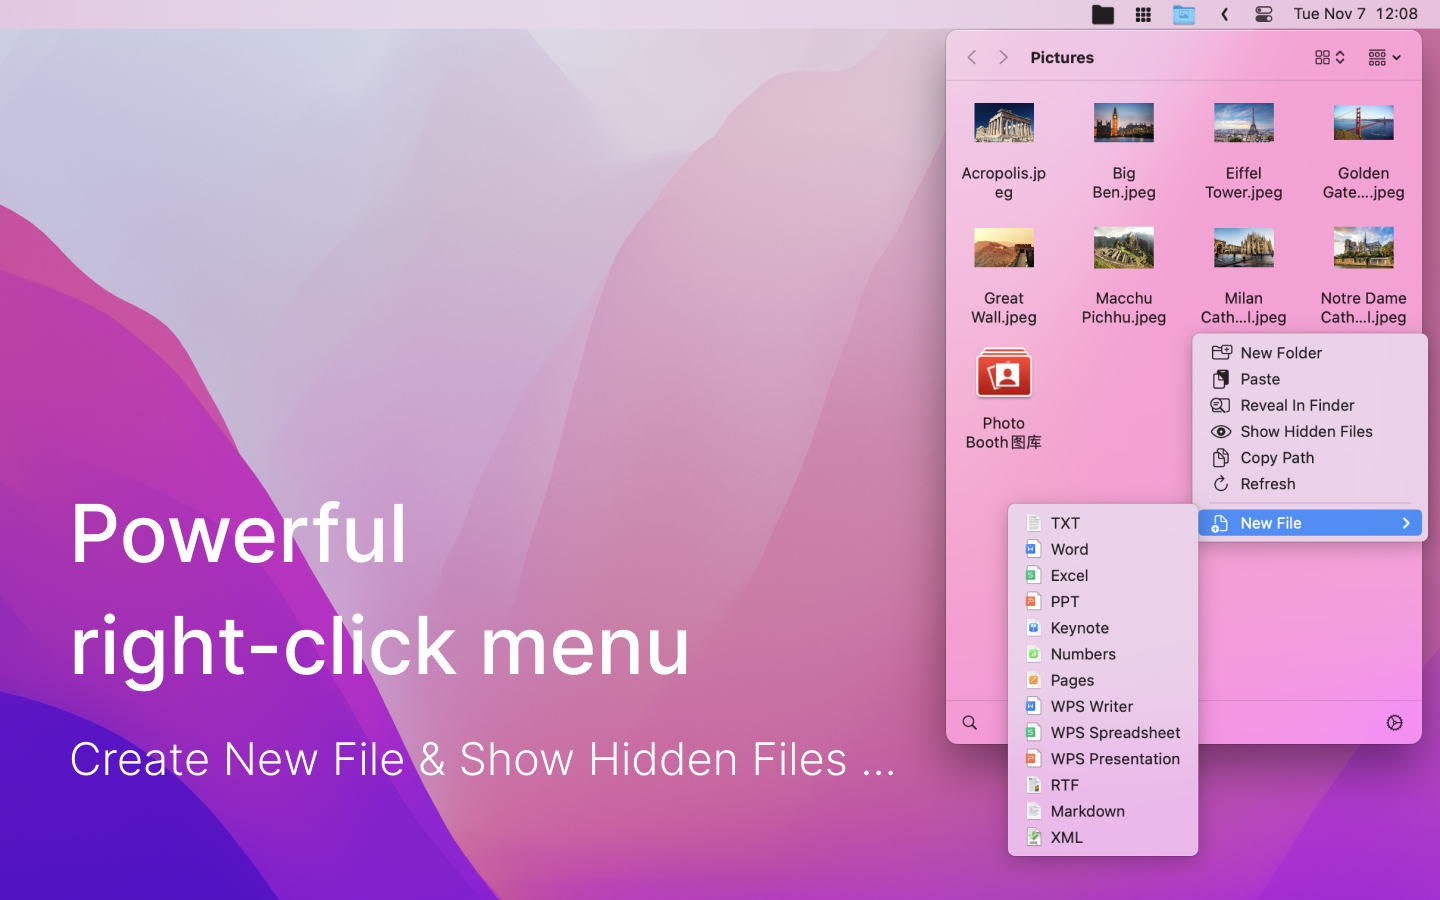 Tue Nov 7 12:08
Pictures
Acropolis.jp
eg
Big
Ben.jpeg
Eiffel
Tower.jpeg
Golden
Gate....jpeg
Great
Wall.jpeg
Macchu
Pichhu.jpeg
Milan
Cath...l.jpeg
Notre Dame
Cath...l.jpeg
Photo
Booth图库
New Folder
Paste
Reveal In Finder
Show Hidden Files
Copy Path
Refresh
New File
TXT
Word
Excel
PPT
Keynote
Numbers
Pages
WPS Writer
WPS Spreadsheet
WPS Presentation
RTF
Markdown
XML
Powerful
right-click menu
Create New File & Show Hidden Files ...